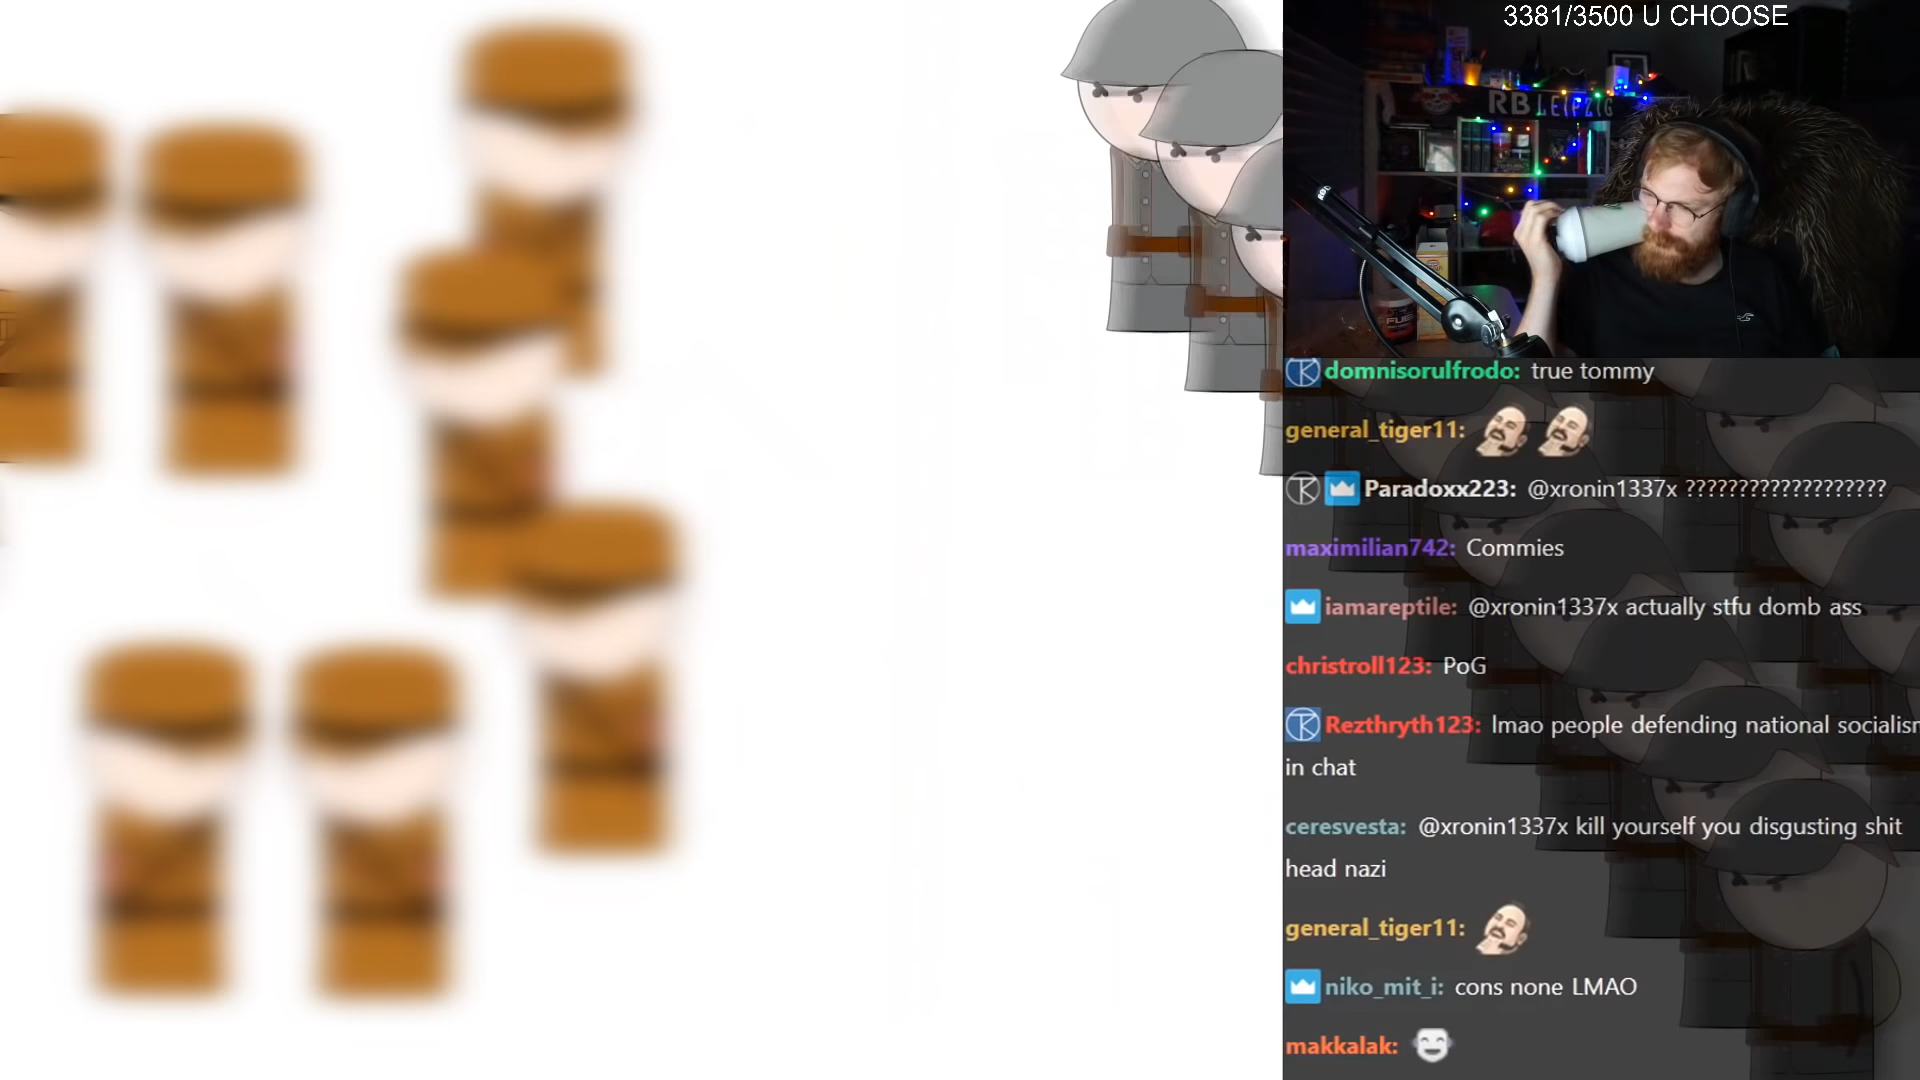 3381/3500 U CHOOSE
RB LEIPZIG
domnisorulfrodo: true tommy
general_tiger11:
Paradoxx223: @xronin1337x ???????????????????
maximilian742: Commies
iamareptile: @xronin1337x actually stfu domb ass
christroll123: PoG
Rezthryth123: lmao people defending national socialism
in chat
ceresvesta: @xronin1337x kill yourself you disgusting shit
head nazi
general_tiger11:
niko_mit_i: cons none LMAO
makkalak: